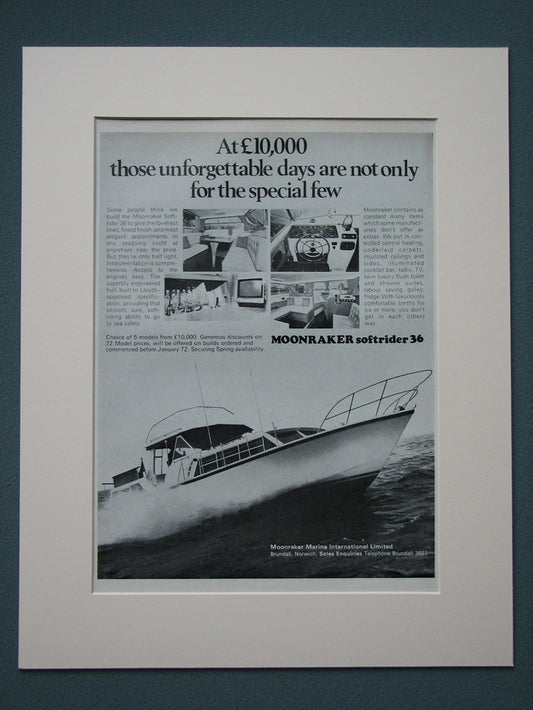 At £10,000
those unforgettable days are not only
for the special few
Some people think we
build the Moonraker Soft-
rider 36 to give the loveliest
lines, finest finish, and most
elegant appointments in
any seagoing yacht at
anywhere near the price.
But they're only half right.
Instrumentation is compre-
hensive. Access to the
engines easy. The
superbly engineered
hull, built to Lloyds-
approved specific-
ation, providing that
smooth, sure, soft-
riding ability to go
to sea safely.
Moonraker contains as
standard many items
which some manufact-
urers don't offer as
extras. We put in con-
trolled central heating,
underlaid carpets,
insulated ceilings and
sides, illuminated
cocktail bar, radio, TV,
twin luxury flush toilet
and shower suites,
labour saving galley,
fridge. With luxuriously
comfortable berths for
six or more, you don't
get in each others
way.
Choice of 5 models from £10,000. Generous discounts on
72 Model prices, will be offered on builds ordered and
commenced before January 72. Securing Spring availability.
MOONRAKER softrider 36
Moonraker Marine International Limited
Brundall, Norwich, Sales Enquiries Telephone Brundall 3651